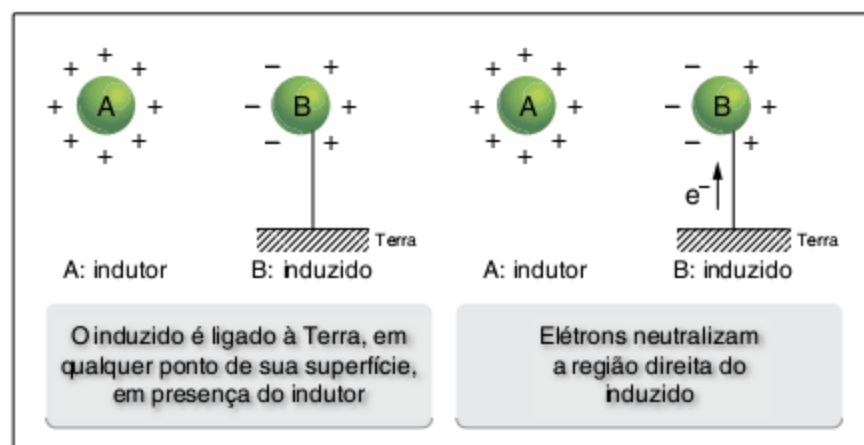 A
B
Terra
A: indutor
B: induzido
O induzido é ligado à Terra, em
qualquer ponto de sua superfície,
em presença do indutor
A
B
e⁻
Terra
A: indutor
B: induzido
Elétrons neutralizam
a região direita do
induzido